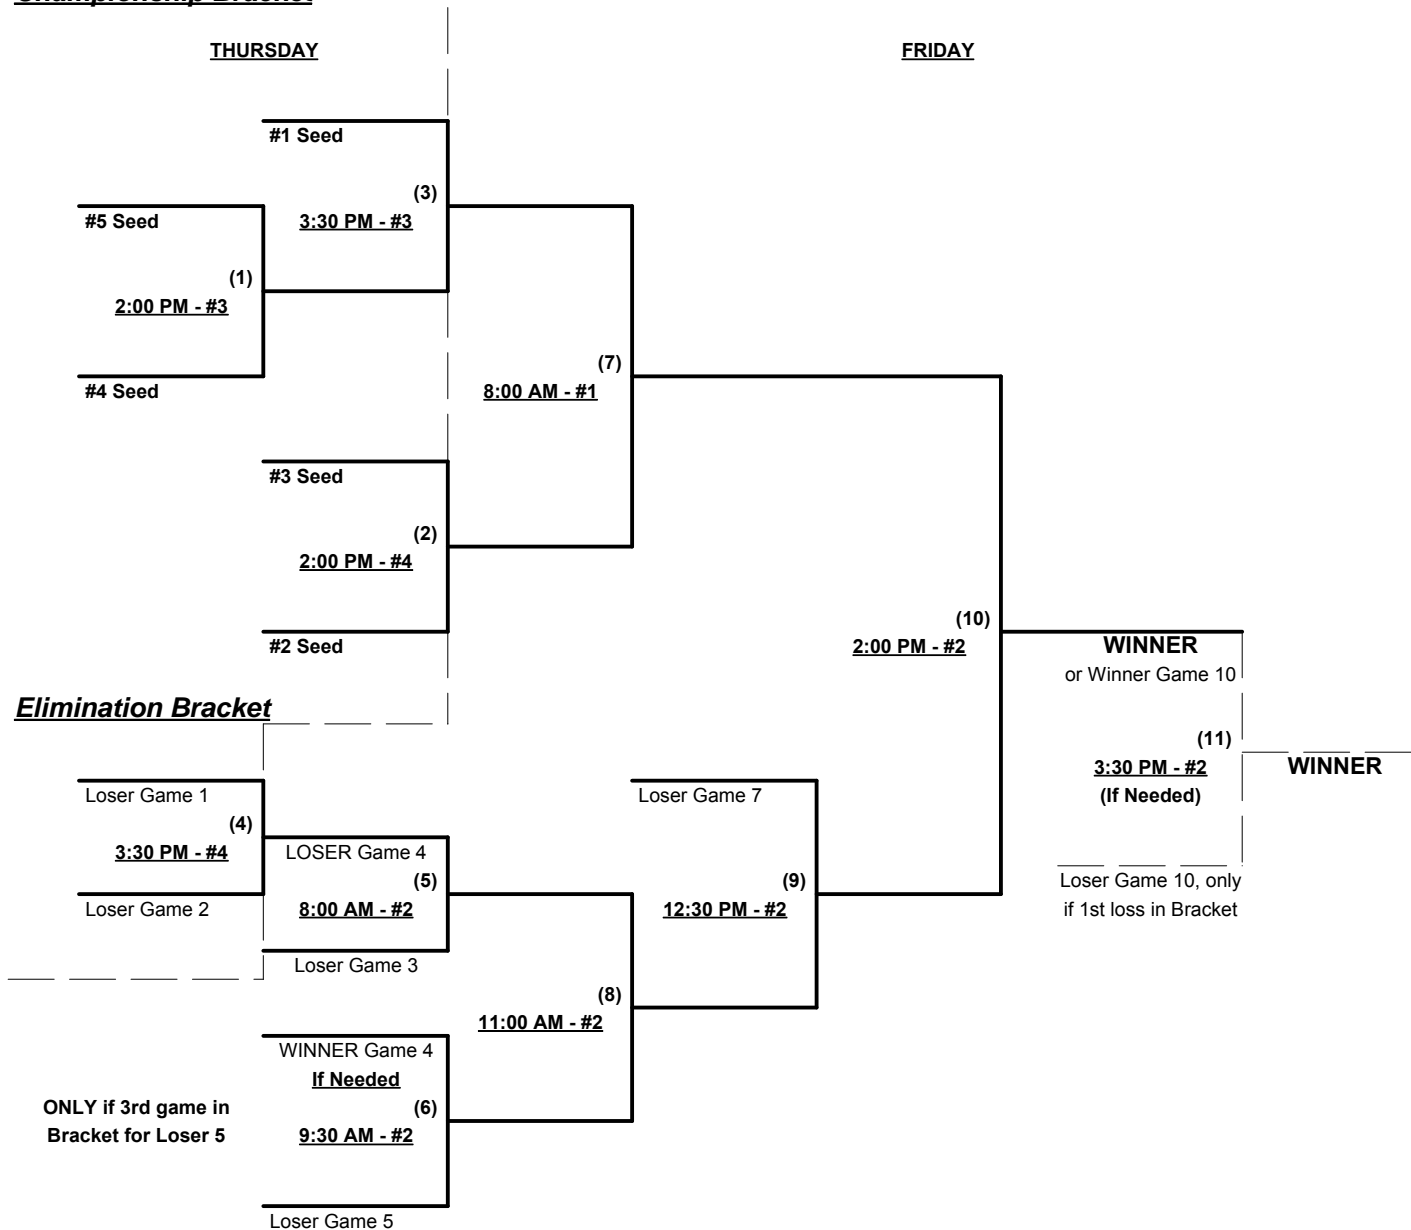 Championship Bracket
THURSDAY
FRIDAY
#1 Seed
(3)
3:30 PM - #3
#5 Seed
(1)
2:00 PM - #3
#4 Seed
(7)
8:00 AM - #1
#3 Seed
(2)
2:00 PM - #4
#2 Seed
(10)
2:00 PM - #2
WINNER
or Winner Game 10
(11)
3:30 PM - #2
(If Needed)
WINNER
Loser Game 10, only
if 1st loss in Bracket
Elimination Bracket
Loser Game 1
(4)
3:30 PM - #4
Loser Game 2
LOSER Game 4
(5)
8:00 AM - #2
Loser Game 3
Loser Game 7
(9)
12:30 PM - #2
(8)
11:00 AM - #2
WINNER Game 4
If Needed
(6)
9:30 AM - #2
ONLY if 3rd game in
Bracket for Loser 5
Loser Game 5